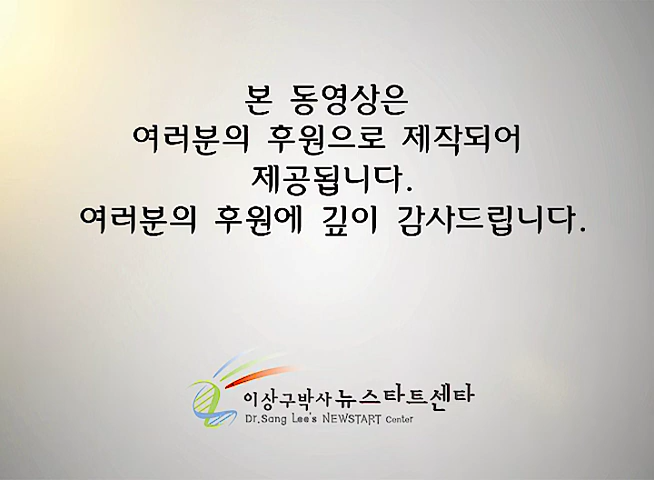 본 동영상은
여러분의 후원으로 제작되어
제공됩니다.
여러분의 후원에 깊이 감사드립니다.
이상구박사 뉴스타트센타
Dr.Sang Lee's NEWSTART Center